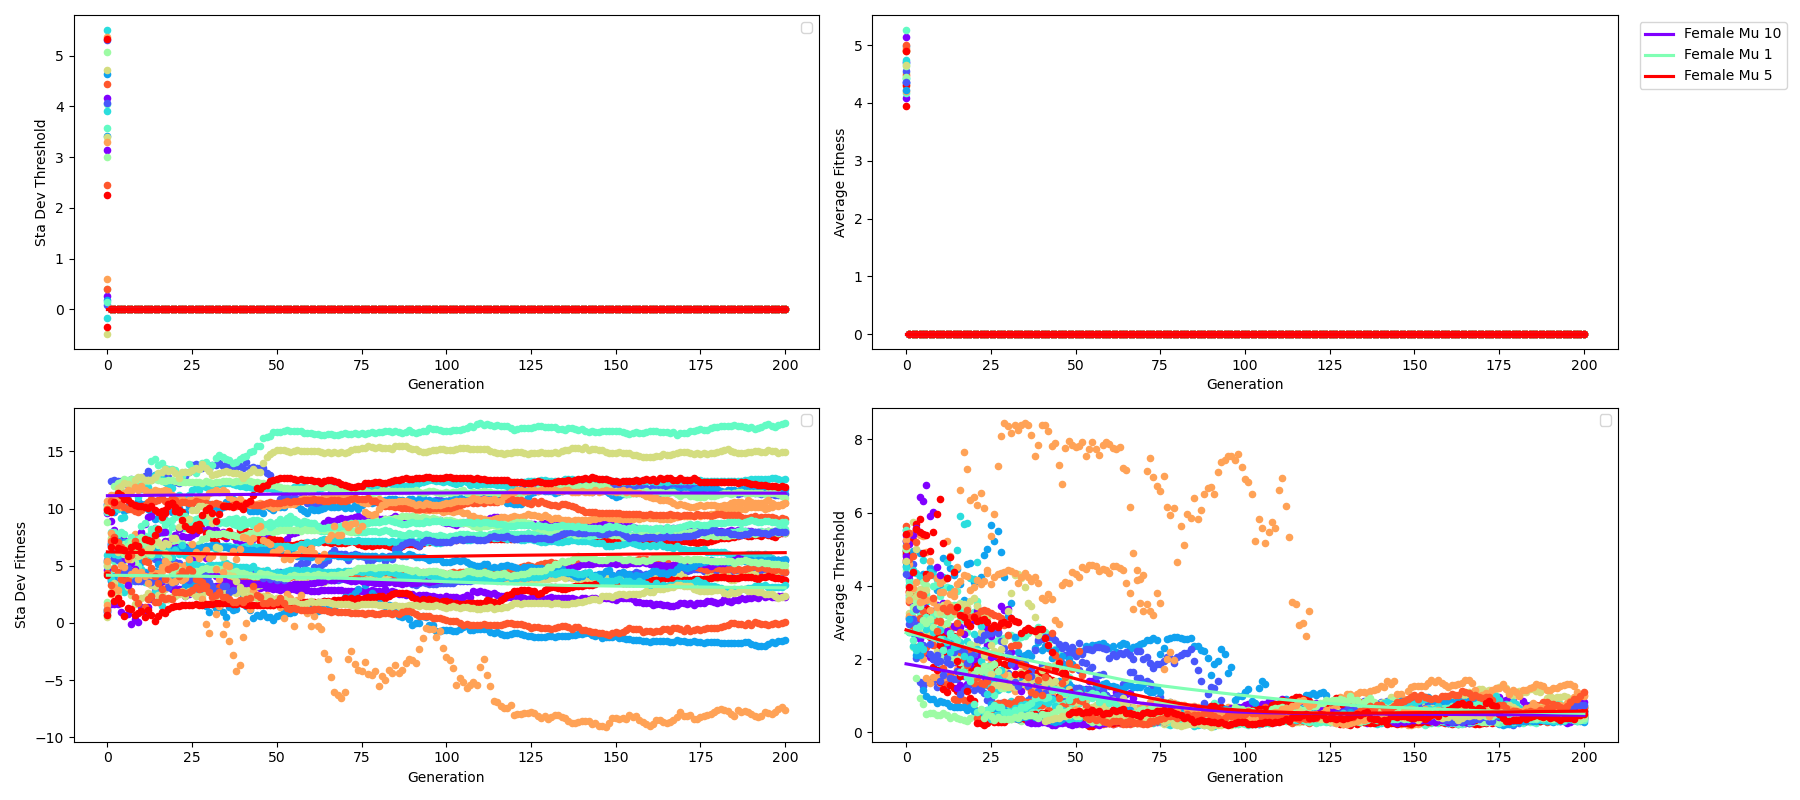 Sta Dev Threshold
5
4
3
2
1
0
0 25 50 75 100 125 150 175 200
Generation
Average Fitness
5
4
3
2
1
0
0 25 50 75 100 125 150 175 200
Generation
Female Mu 10
Female Mu 1
Female Mu 5
Sta Dev Fitness
15
10
5
0
−5
−10
0 25 50 75 100 125 150 175 200
Generation
Average Threshold
8
6
4
2
0
0 25 50 75 100 125 150 175 200
Generation